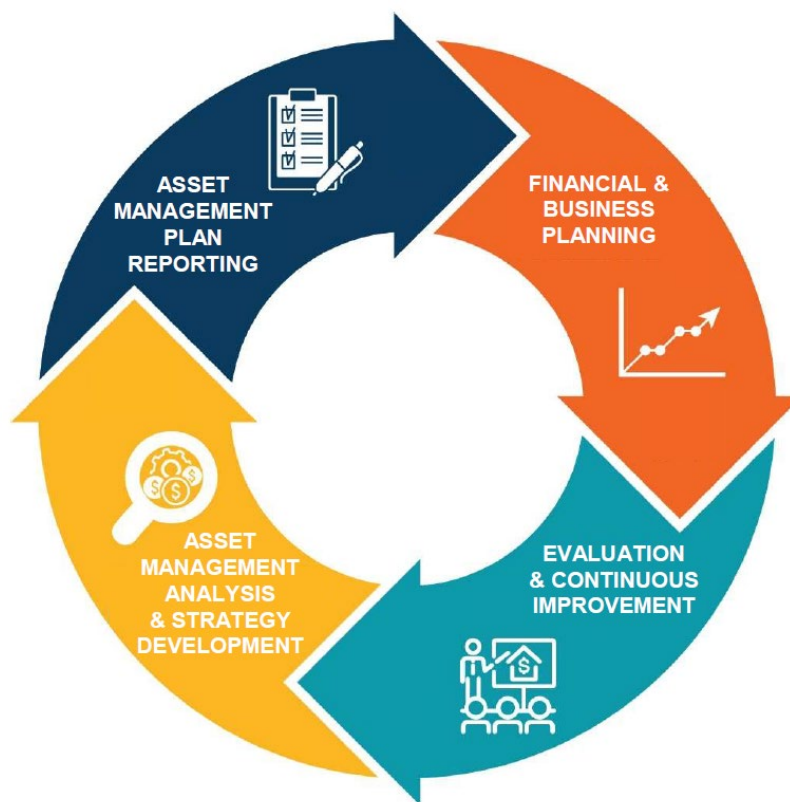 ASSET
MANAGEMENT
PLAN
REPORTING
FINANCIAL &
BUSINESS
PLANNING
EVALUATION
& CONTINUOUS
IMPROVEMENT
ASSET
MANAGEMENT
ANALYSIS
& STRATEGY
DEVELOPMENT
$
$
$
$